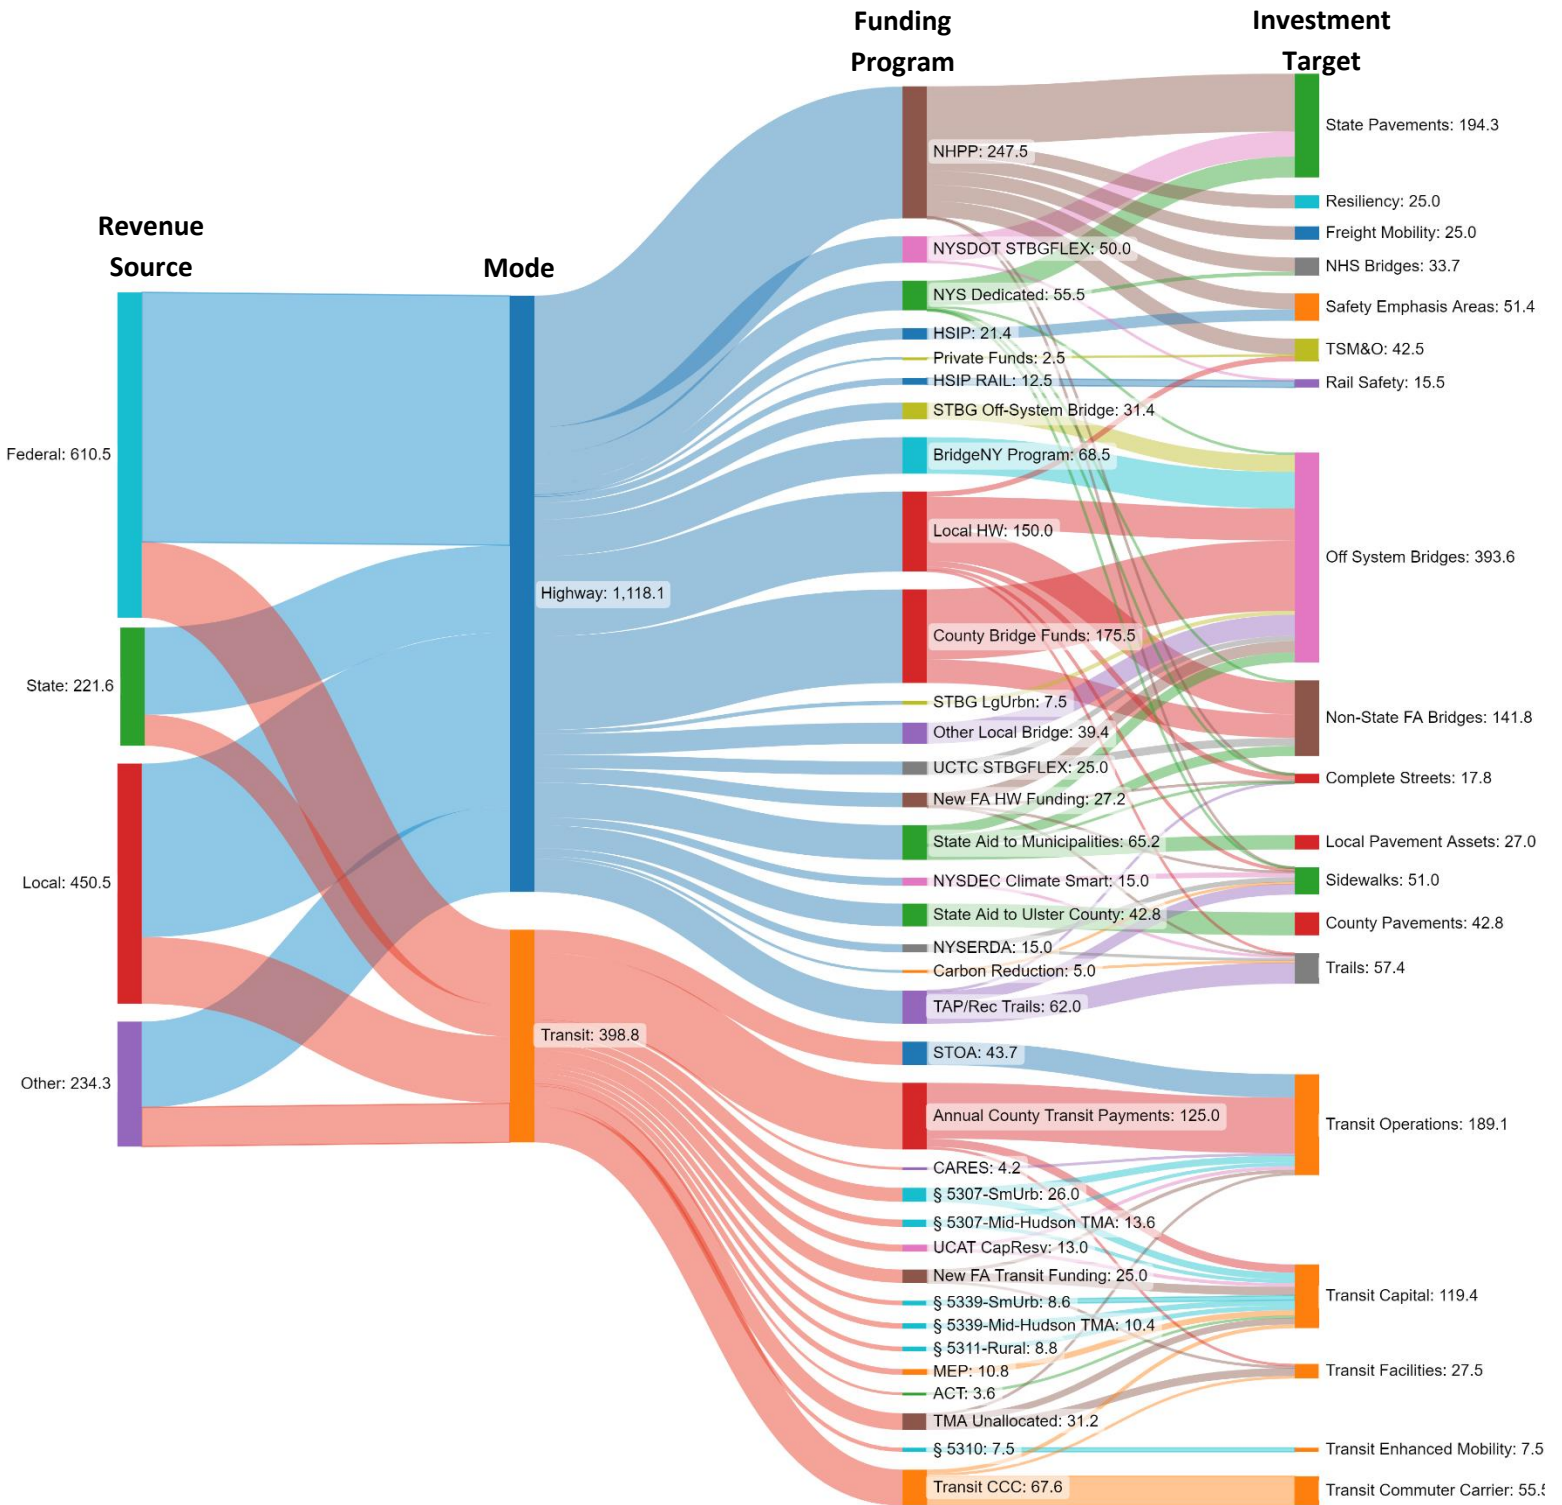 Funding
Program
Investment
Target
Revenue
Source
Mode
Federal: 610.5
State: 221.6
Local: 450.5
Other: 234.3
Highway: 1,118.1
Transit: 398.8
NHPP: 247.5
NYSDOT STBGFLEX: 50.0
NYS Dedicated: 55.5
HSIP: 21.4
Private Funds: 2.5
HSIP RAIL: 12.5
STBG Off-System Bridge: 31.4
BridgeNY Program: 68.5
Local HW: 150.0
County Bridge Funds: 175.5
STBG LgUrbn: 7.5
Other Local Bridge: 39.4
UCTC STBGFLEX: 25.0
New FA HW Funding: 27.2
State Aid to Municipalities: 65.2
NYSDEC Climate Smart: 15.0
State Aid to Ulster County: 42.8
NYSERDA: 15.0
Carbon Reduction: 5.0
TAP/Rec Trails: 62.0
STOA: 43.7
Annual County Transit Payments: 125.0
CARES: 4.2
§ 5307-SmUrb: 26.0
§ 5307-Mid-Hudson TMA: 13.6
UCAT CapResv: 13.0
New FA Transit Funding: 25.0
§ 5339-SmUrb: 8.6
§ 5339-Mid-Hudson TMA: 10.4
§ 5311-Rural: 8.8
MEP: 10.8
ACT: 3.6
TMA Unallocated: 31.2
§ 5310: 7.5
Transit CCC: 67.6
State Pavements: 194.3
Resiliency: 25.0
Freight Mobility: 25.0
NHS Bridges: 33.7
Safety Emphasis Areas: 51.4
TSM&O: 42.5
Rail Safety: 15.5
Off System Bridges: 393.6
Non-State FA Bridges: 141.8
Complete Streets: 17.8
Local Pavement Assets: 27.0
Sidewalks: 51.0
County Pavements: 42.8
Trails: 57.4
Transit Operations: 189.1
Transit Capital: 119.4
Transit Facilities: 27.5
Transit Enhanced Mobility: 7.5
Transit Commuter Carrier: 55.5